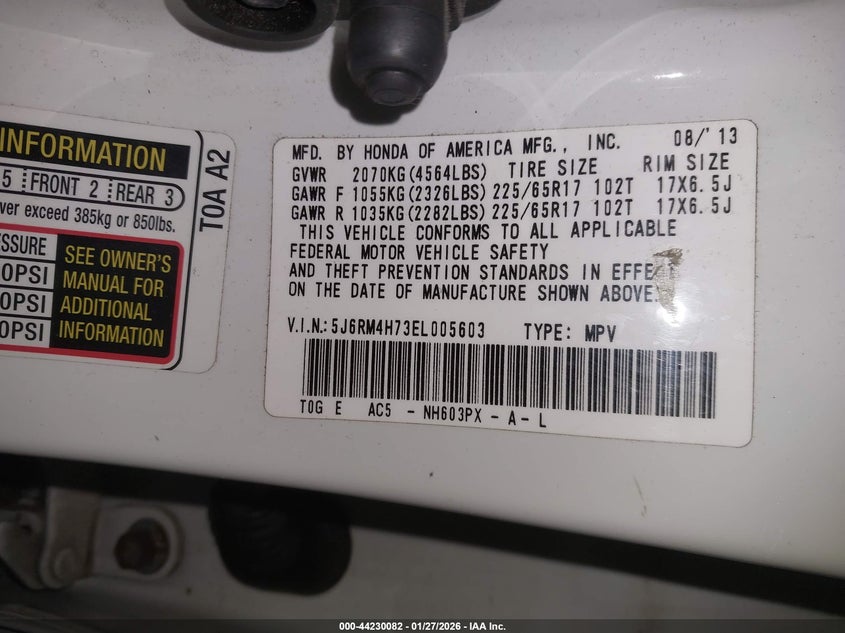 INFORMATION
5 FRONT 2 REAR 3
ver exceed 385kg or 850lbs.
SSURE
0PSI
0PSI
0PSI
SEE OWNER'S
MANUAL FOR
ADDITIONAL
INFORMATION
T0A A2
MFD. BY HONDA OF AMERICA MFG., INC. 08/'13
GVWR 2070KG(4564LBS) TIRE SIZE RIM SIZE
GAWR F 1055KG(2326LBS) 225/65R17 102T 17X6.5J
GAWR R 1035KG(2282LBS) 225/65R17 102T 17X6.5J
THIS VEHICLE CONFORMS TO ALL APPLICABLE
FEDERAL MOTOR VEHICLE SAFETY
AND THEFT PREVENTION STANDARDS IN EFFECT
ON THE DATE OF MANUFACTURE SHOWN ABOVE.
V.I.N.: 5J6RM4H73EL005603 TYPE: MPV
T0G E AC5 - NH603PX - A - L
000-44230082 - 01/27/2026 - IAA Inc.